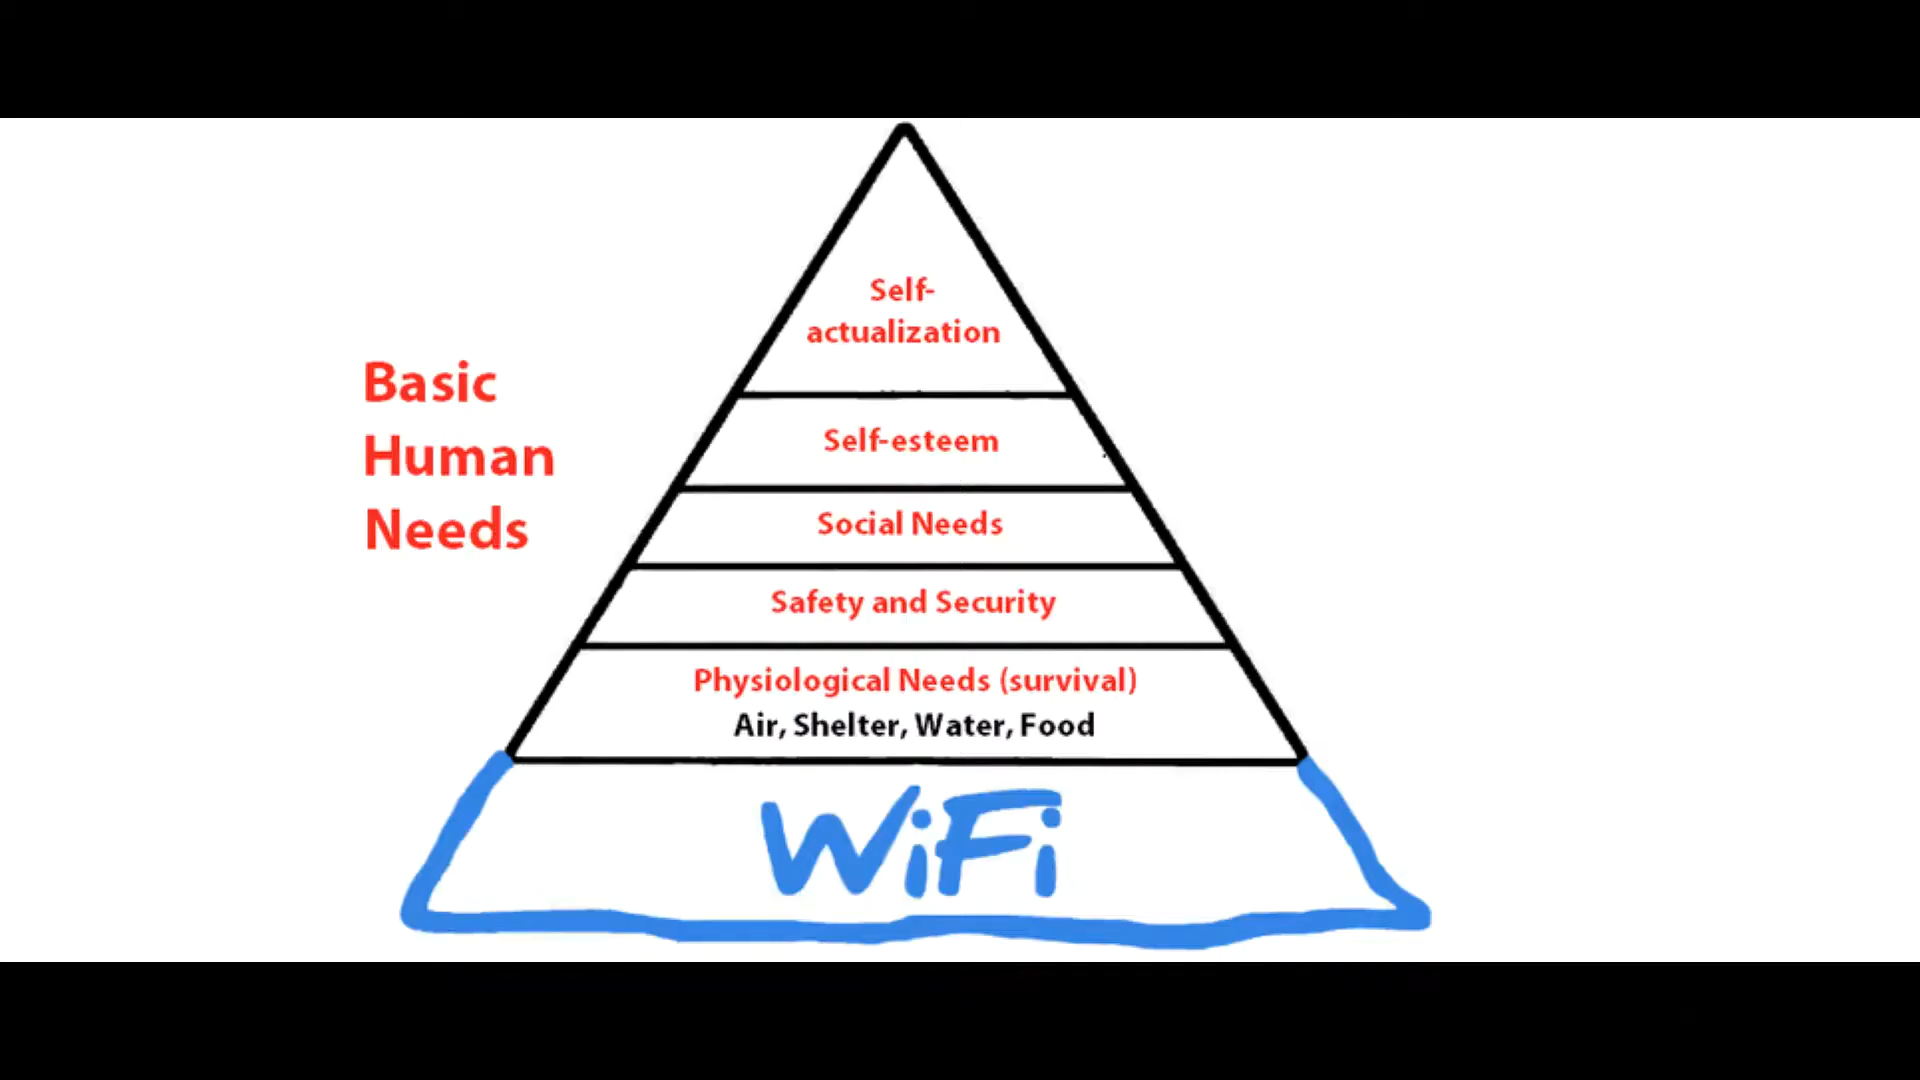 Basic
Human
Needs
Self-
actualization
Self-esteem
Social Needs
Safety and Security
Physiological Needs (survival)
Air, Shelter, Water, Food
WiFi